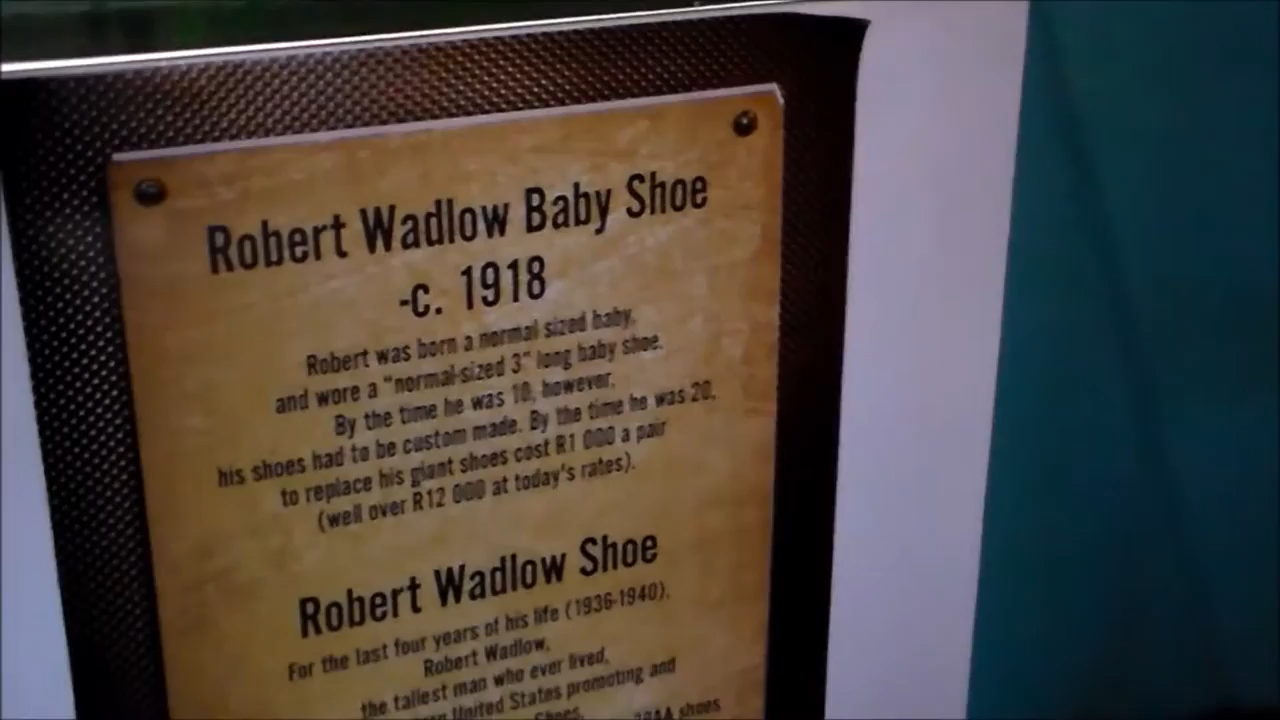 Robert Wadlow Baby Shoe
-c. 1918
Robert was born a normal sized baby,
and wore a "normal-sized 3" long baby shoe.
By the time he was 10, however,
his shoes had to be custom made. By the time he was 20,
to replace his giant shoes cost R1 000 a pair
(well over R12 000 at today's rates).
Robert Wadlow Shoe
For the last four years of his life (1936-1940),
Robert Wadlow,
the tallest man who ever lived,
United States promoting and
Shoes.
shoes